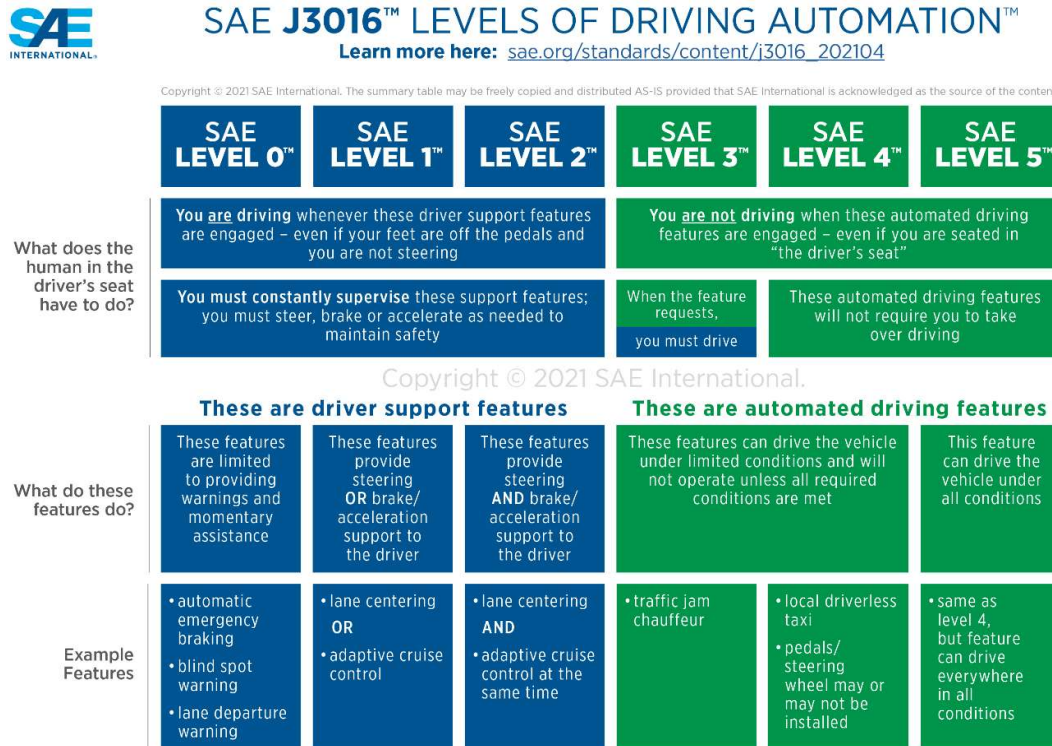 SAE
INTERNATIONAL®
SAE J3016™ LEVELS OF DRIVING AUTOMATION™
Learn more here: sae.org/standards/content/j3016_202104
Copyright © 2021 SAE International. The summary table may be freely copied and distributed AS-IS provided that SAE International is acknowledged as the source of the conten
SAE
LEVEL 0™
SAE
LEVEL 1™
SAE
LEVEL 2™
SAE
LEVEL 3™
SAE
LEVEL 4™
SAE
LEVEL 5™
What does the
human in the
driver's seat
have to do?
You are driving whenever these driver support features
are engaged – even if your feet are off the pedals and
you are not steering
You are not driving when these automated driving
features are engaged – even if you are seated in
“the driver's seat”
You must constantly supervise these support features;
you must steer, brake or accelerate as needed to
maintain safety
When the feature
requests,
you must drive
These automated driving features
will not require you to take
over driving
Copyright © 2021 SAE International.
These are driver support features
These are automated driving features
What do these
features do?
These features
are limited
to providing
warnings and
momentary
assistance
These features
provide
steering
OR brake/
acceleration
support to
the driver
These features
provide
steering
AND brake/
acceleration
support to
the driver
These features can drive the vehicle
under limited conditions and will
not operate unless all required
conditions are met
This feature
can drive the
vehicle under
all conditions
Example
Features
• automatic
emergency
braking
• blind spot
warning
• lane departure
warning
• lane centering
OR
• adaptive cruise
control
• lane centering
AND
• adaptive cruise
control at the
same time
• traffic jam
chauffeur
• local driverless
taxi
• pedals/
steering
wheel may or
may not be
installed
• same as
level 4,
but feature
can drive
everywhere
in all
conditions